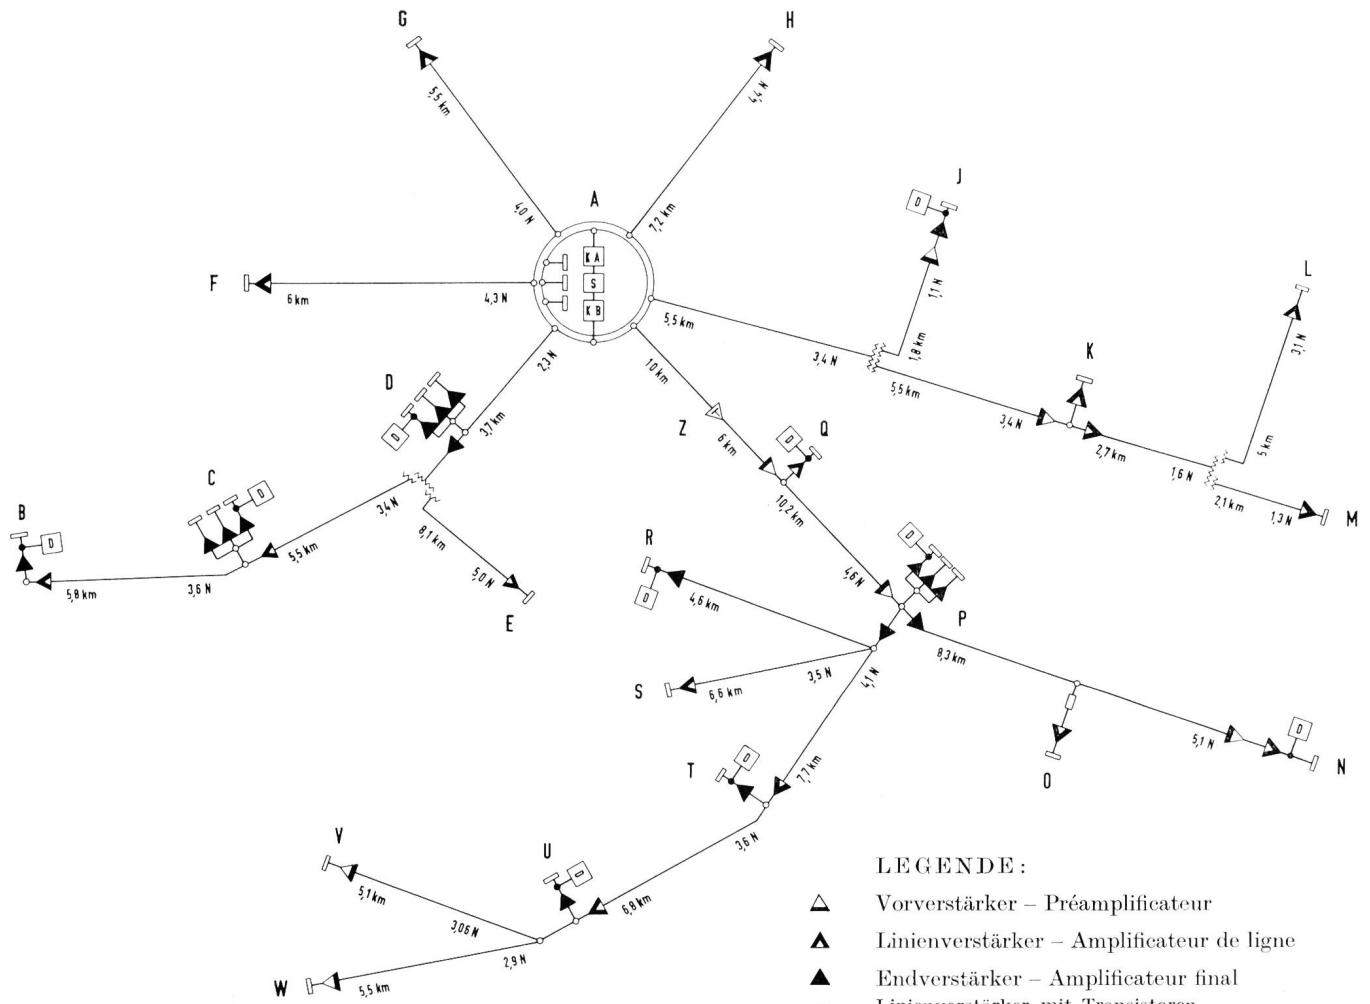 G
H
5,5 km
4,4 N
J
D
A
4,0 N
7,2 km
KA
F
S
L
6 km
4,3 N
1,1 N
KB
5,5 km
3,1 N
2,3 N
10 km
3,4 N
1,8 km
K
D
5,5 km
3,7 km
Z
6 km
D
Q
3,4 N
2,7 km
5 km
D
C
D
1,6 N
3,4 N
2,1 km
1,3 N
M
B
10,2 km
D
8,1 km
R
D
5,5 km
5,0 N
4,6 N
5,8 km
3,6 N
D
4,6 km
E
P
3,5 N
4,1 N
8,3 km
S
6,6 km
D
5,1 N
D
T
7,7 km
O
N
V
3,6 N
U
D
5,1 km
6,8 km
3,06 N
2,9 N
W
5,5 km
LEGENDE:
Vorverstärker – Préamplificateur
Linienverstärker – Amplificateur de ligne
Endverstärker – Amplificateur final
Linienverstärker mit Transistoren